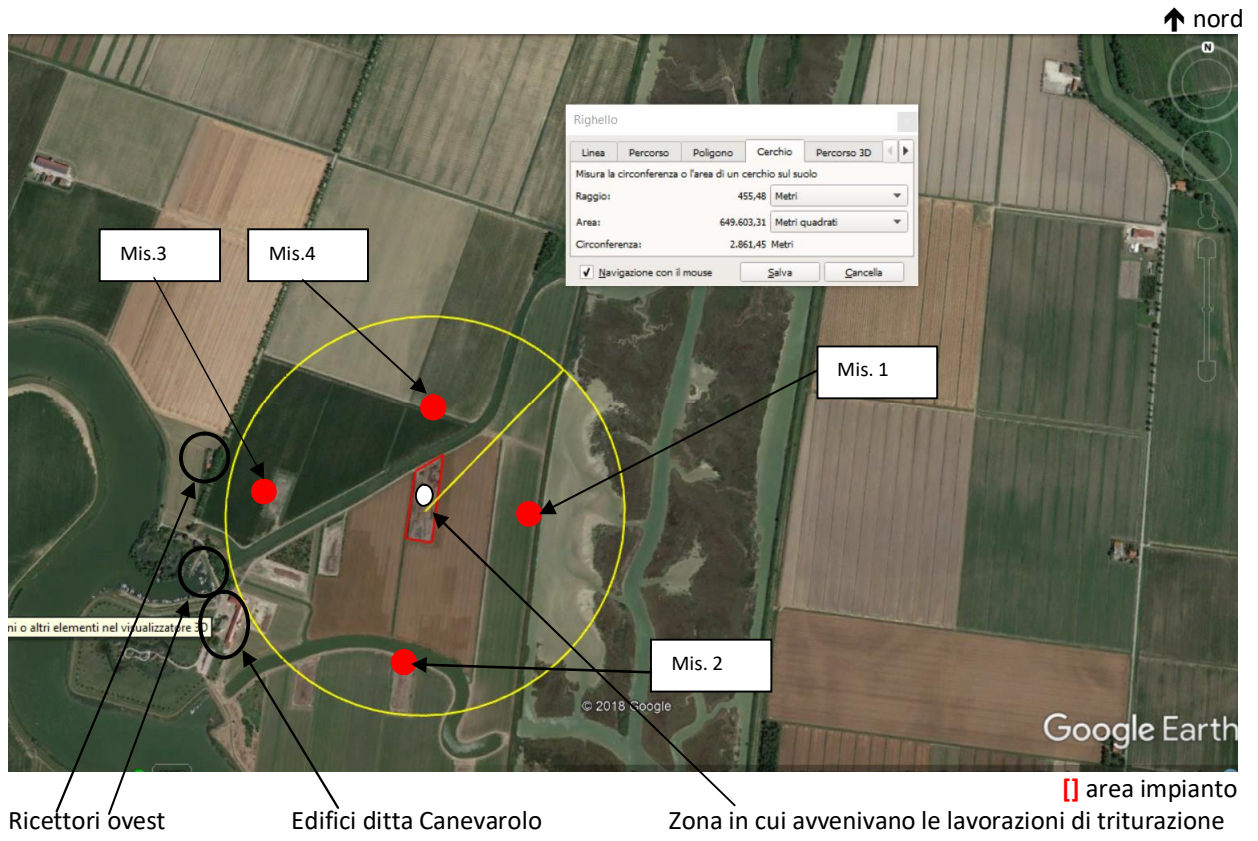 nord
N
Righello
Linea Percorso Poligono Cerchio Percorso 3D
Misura la circonferenza o l'area di un cerchio sul suolo
Raggio: 455,48 Metri
Area: 649.603,31 Metri quadrati
Circonferenza: 2.861,45 Metri
Navigazione con il mouse Salva Cancella
Mis.3 Mis.4
Mis. 1
ni o altri elementi nel visualizzatore 3D
Mis. 2
© 2018 Google
Google Earth
[] area impianto
Ricettori ovest Edifici ditta Canevarolo Zona in cui avvenivano le lavorazioni di triturazione